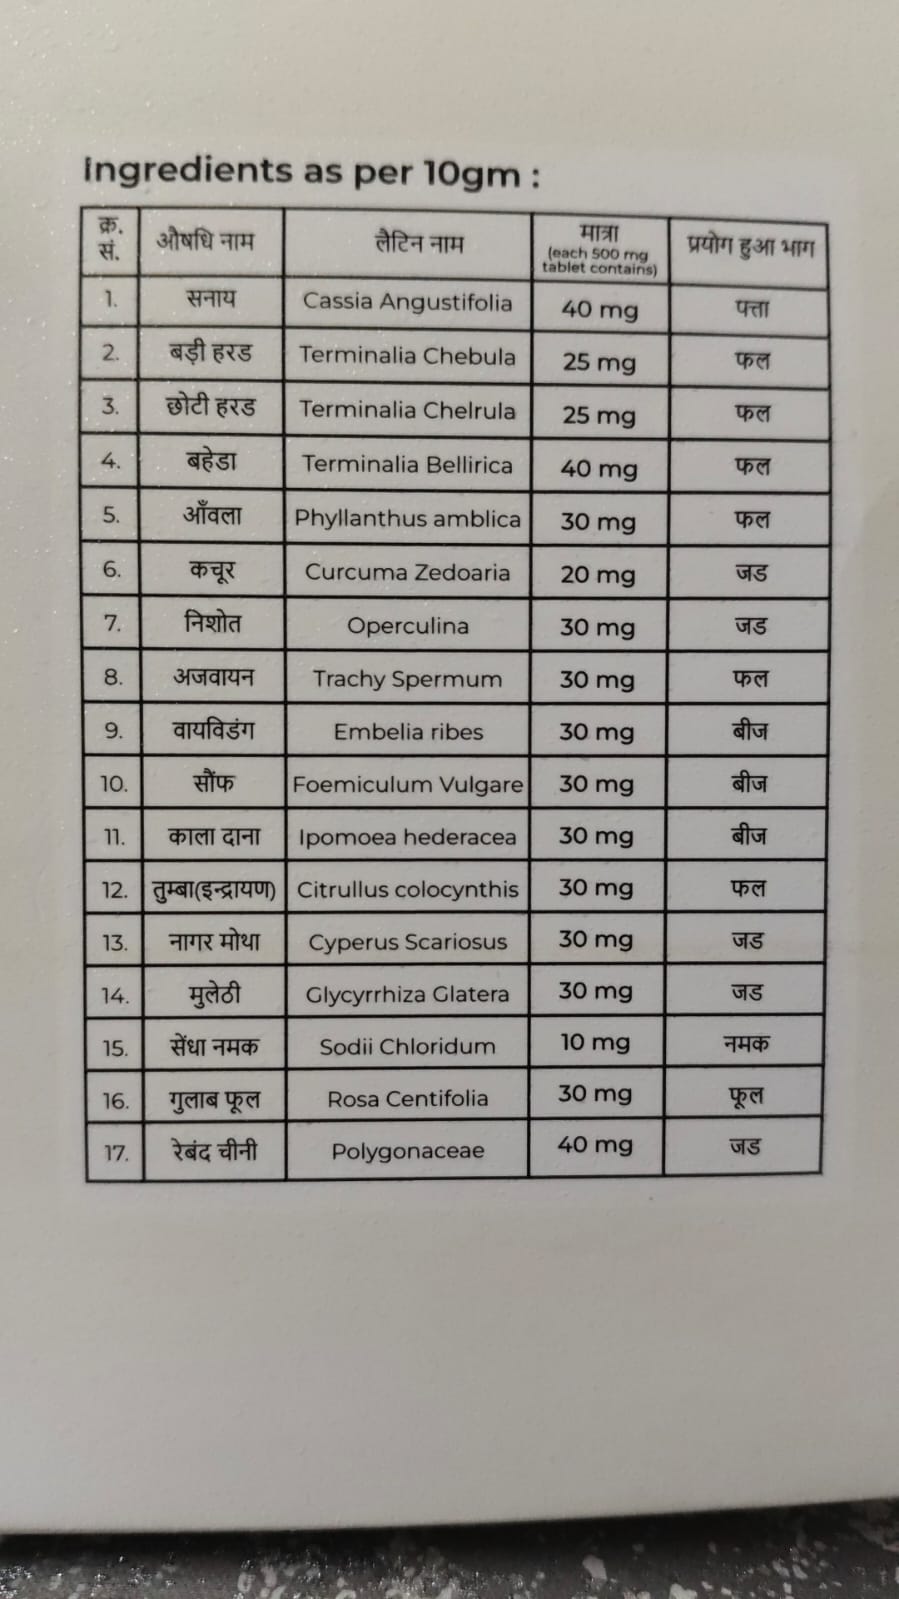 Ingredients as per 10gm :
क्र. सं. औषधि नाम लैटिन नाम मात्रा (each 500 mg tablet contains) प्रयोग हुआ भाग
1. सनाय Cassia Angustifolia 40 mg पत्ता
2. बड़ी हरड Terminalia Chebula 25 mg फल
3. छोटी हरड Terminalia Chelrula 25 mg फल
4. बहेडा Terminalia Bellirica 40 mg फल
5. आँवला Phyllanthus amblica 30 mg फल
6. कचूर Curcuma Zedoaria 20 mg जड
7. निशोत Operculina 30 mg जड
8. अजवायन Trachy Spermum 30 mg फल
9. वायविडंग Embelia ribes 30 mg बीज
10. सौंफ Foemiculum Vulgare 30 mg बीज
11. काला दाना Ipomoea hederacea 30 mg बीज
12. तुम्बा(इन्द्रायण) Citrullus colocynthis 30 mg फल
13. नागर मोथा Cyperus Scariosus 30 mg जड
14. मुलेठी Glycyrrhiza Glatera 30 mg जड
15. सेंधा नमक Sodii Chloridum 10 mg नमक
16. गुलाब फूल Rosa Centifolia 30 mg फूल
17. रेबंद चीनी Polygonaceae 40 mg जड